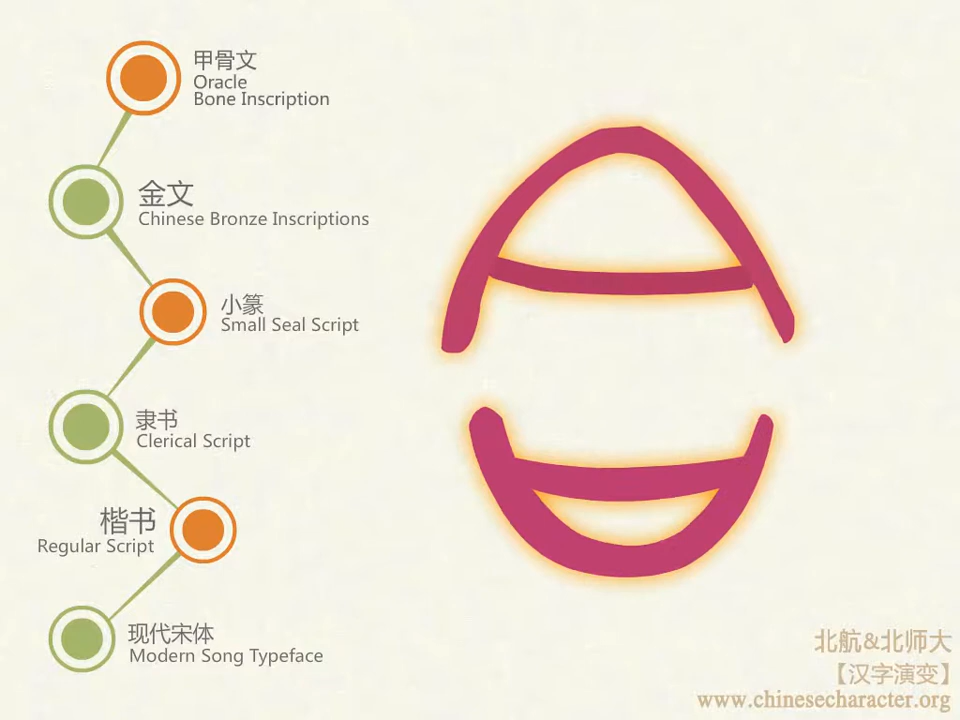 甲骨文
Oracle
Bone Inscription
金文
Chinese Bronze Inscriptions
小篆
Small Seal Script
隶书
Clerical Script
楷书
Regular Script
现代宋体
Modern Song Typeface
合
北航&北师大
【汉字演变】
www.chinesecharacter.org